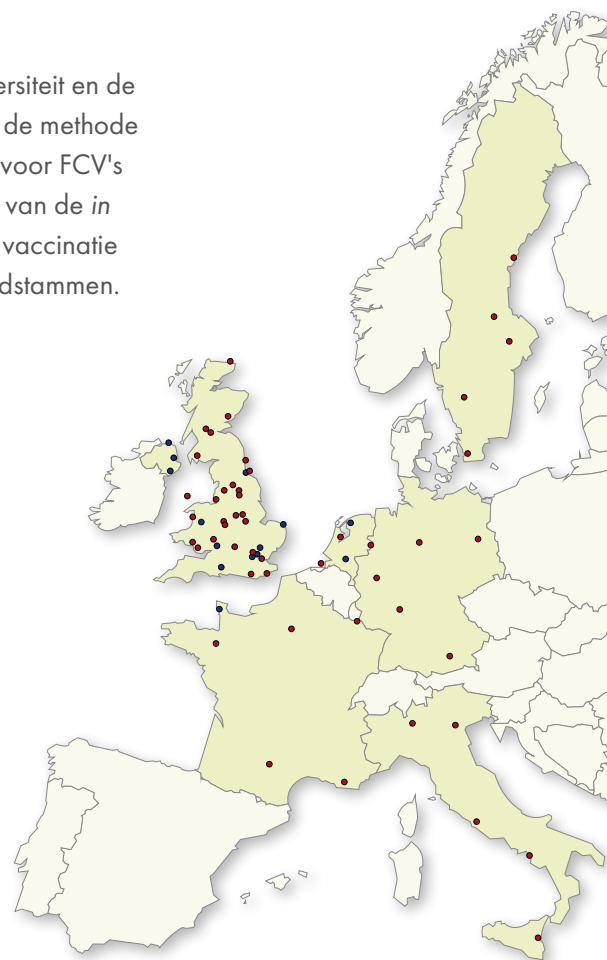 ersiteit en de
de methode
voor FCV's
van de in
vaccinatie
dstammen.